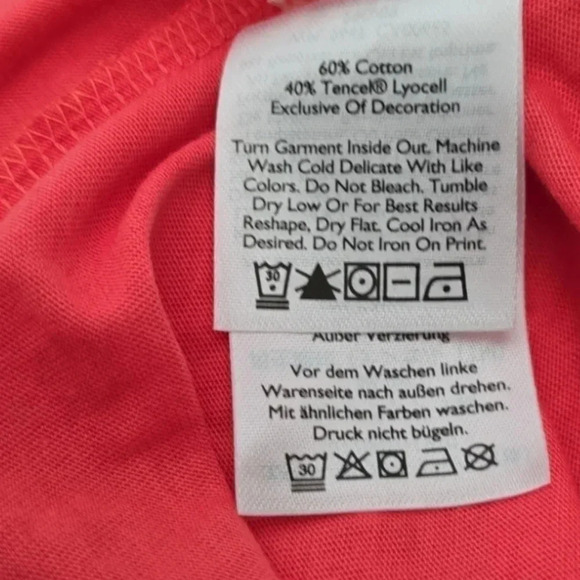 60% Cotton
40% Tencel® Lyocell
Exclusive Of Decoration
Turn Garment Inside Out. Machine
Wash Cold Delicate With Like
Colors. Do Not Bleach. Tumble
Dry Low Or For Best Results
Reshape, Dry Flat. Cool Iron As
Desired. Do Not Iron On Print.
30
Außer Verzierung
Vor dem Waschen linke
Warenseite nach außen drehen.
Mit ähnlichen Farben waschen.
Druck nicht bügeln.
30